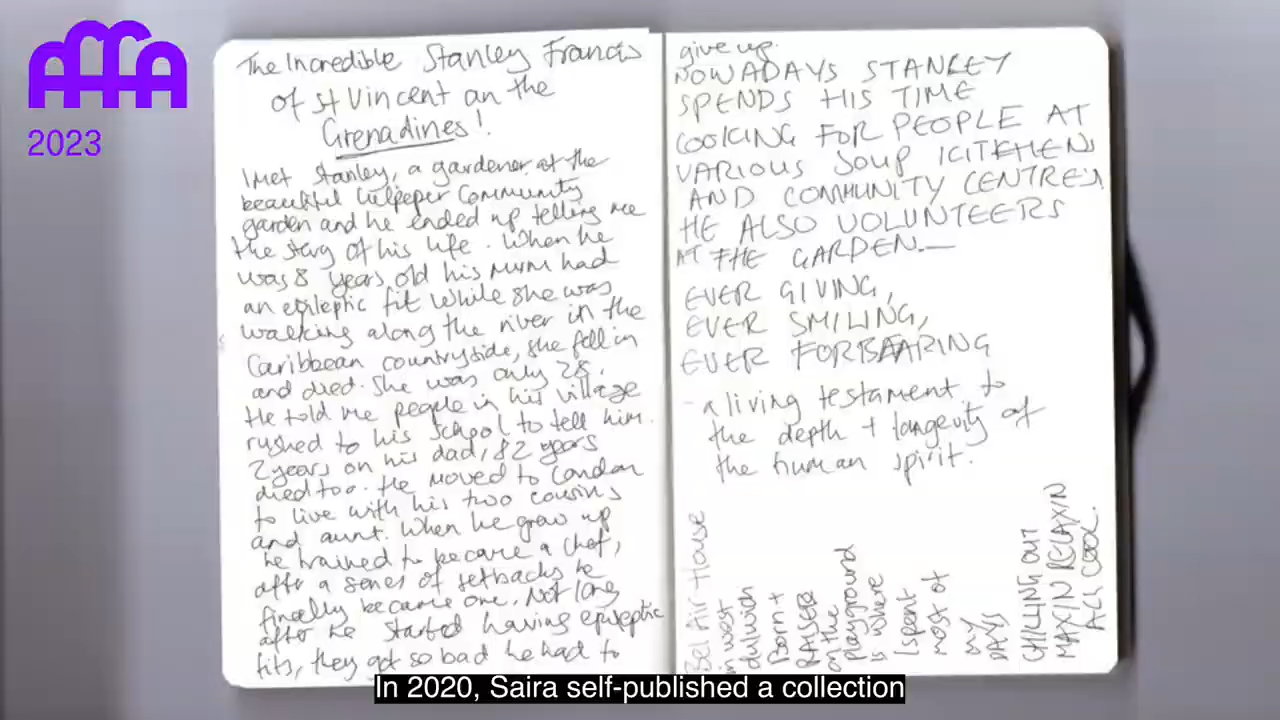 AFFA
2023
The Incredible Stanley Francis
of St Vincent an the
Grenadines!
I met Stanley, a gardener at the
beautiful Culpeper Community
garden and he ended up telling me
the story of his life. When he
was 8 years old his mum had
an epileptic fit while she was
walking along the river in the
Caribbean countryside, she fell in
and died. She was only 28.
He told me people in his village
rushed to his school to tell him.
2 years on his dad, 82 years
died too. He moved to London
to live with his two cousins
and aunt. When he grew up
he trained to became a chef,
after a series of setbacks he
finally became one. Not long
after he started having epileptic
fits, they got so bad he had to
give up.
NOWADAYS STANLEY
SPENDS HIS TIME
COOKING FOR PEOPLE AT
VARIOUS SOUP KITCHENS
AND COMMUNITY CENTRES,
HE ALSO VOLUNTEERS
AT THE GARDEN.—
EVER GIVING,
EVER SMILING,
EVER FORBEARING
- a living testament to
the depth + longevity of
the human spirit.
Bel Air House
in west
dulwich
Born +
RAISED
on the
playground
is where
I spent
most of
MY
DAYS
CHILLING OUT
MAXIN RELAXIN
ALL COOL.
In 2020, Saira self-published a collection